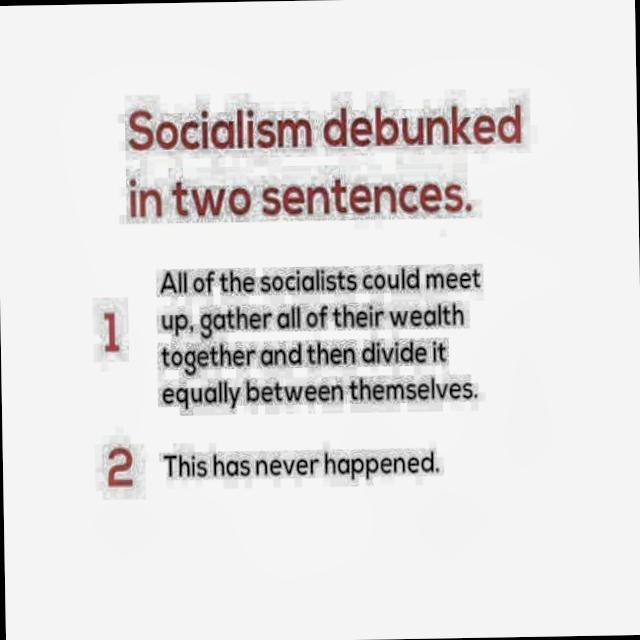 Socialism debunked
in two sentences.
1
All of the socialists could meet
up, gather all of their wealth
together and then divide it
equally between themselves.
2
This has never happened.